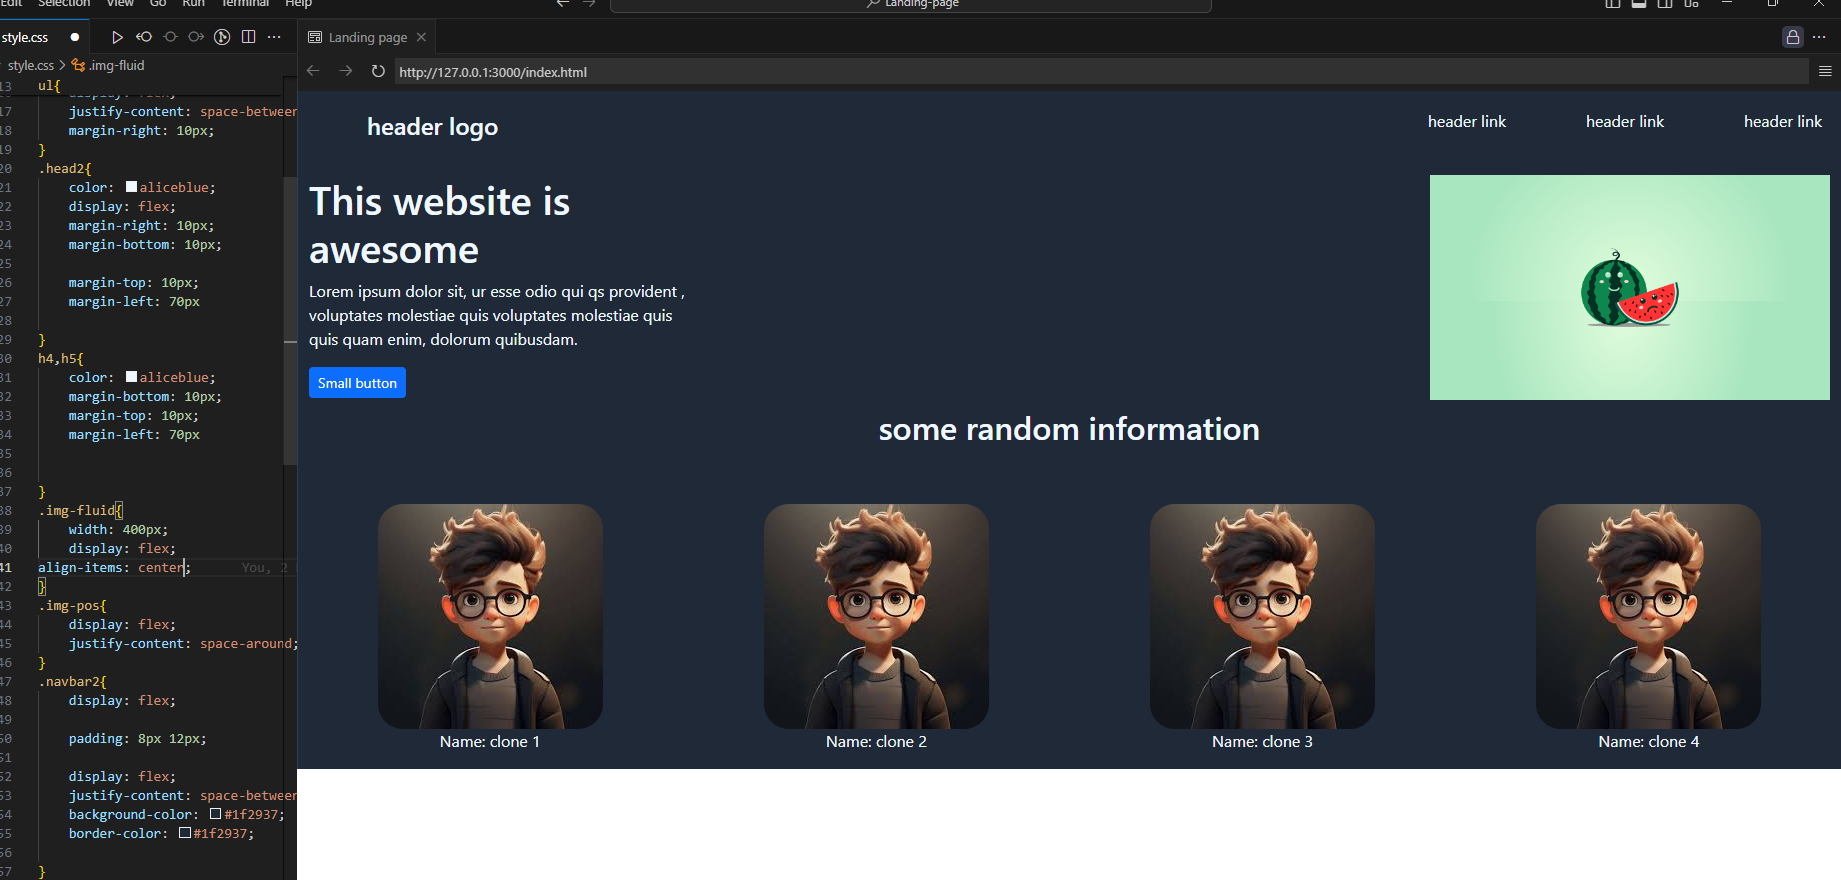 Edit Selection View Go Run Terminal Help
Landing-page
style.css
Landing page
style.css > .img-fluid
http://127.0.0.1:3000/index.html
13 ul{
17 justify-content: space-between
18 margin-right: 10px;
19 }
20 .head2{
21 color: aliceblue;
22 display: flex;
23 margin-right: 10px;
24 margin-bottom: 10px;
25
26 margin-top: 10px;
27 margin-left: 70px
28
29 }
30 h4,h5{
31 color: aliceblue;
32 margin-bottom: 10px;
33 margin-top: 10px;
34 margin-left: 70px
35
36
37 }
38 .img-fluid{
39 width: 400px;
40 display: flex;
41 align-items: center; You, 2
42 }
43 .img-pos{
44 display: flex;
45 justify-content: space-around;
46 }
47 .navbar2{
48 display: flex;
49
50 padding: 8px 12px;
51
52 display: flex;
53 justify-content: space-between
54 background-color: #1f2937;
55 border-color: #1f2937;
56
57 }
header logo
header link header link header link
This website is
awesome
Lorem ipsum dolor sit, ur esse odio qui qs provident ,
voluptates molestiae quis voluptates molestiae quis
quis quam enim, dolorum quibusdam.
Small button
some random information
Name: clone 1 Name: clone 2 Name: clone 3 Name: clone 4